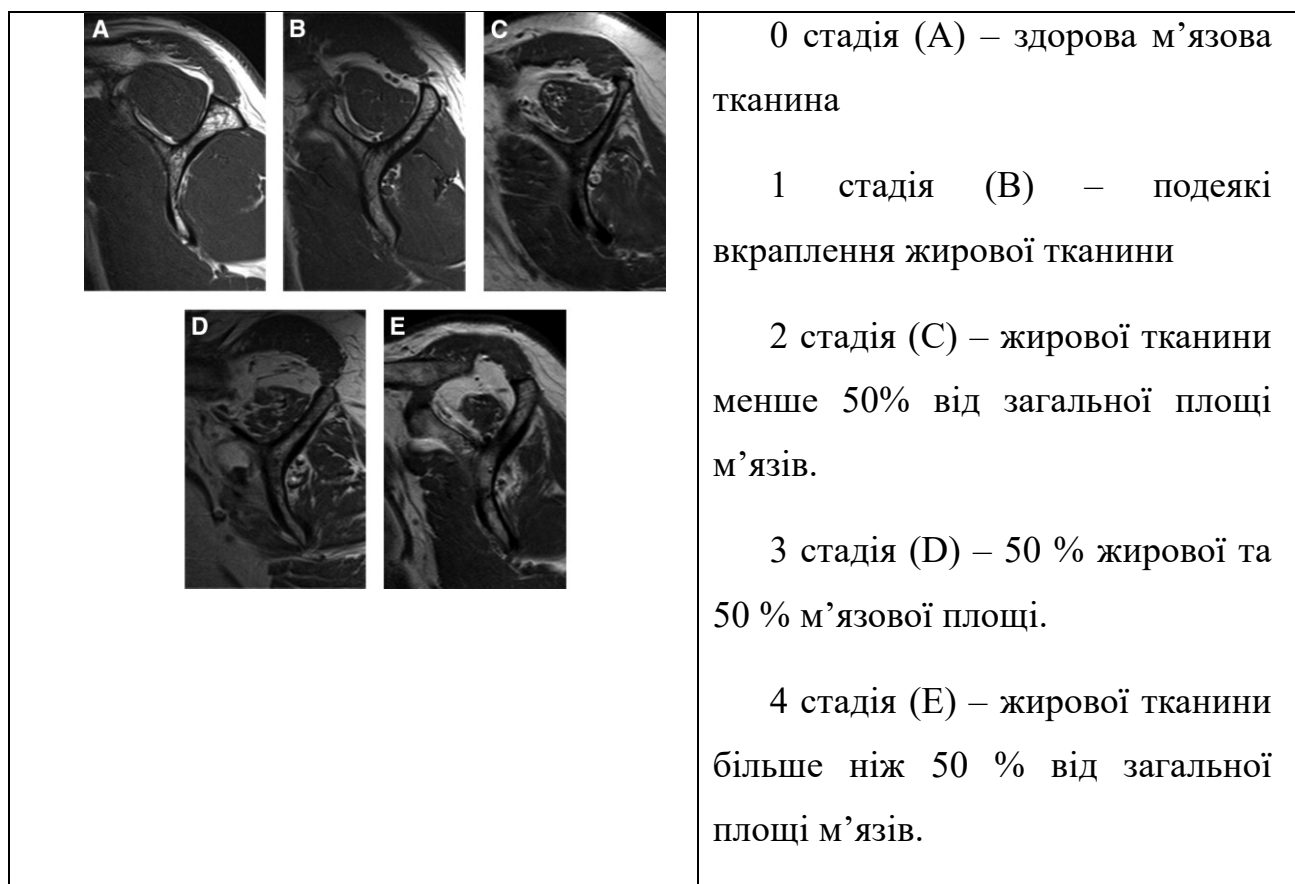 A
B
C
D
E
0 стадія (А) – здорова м’язова
тканина
1 стадія (В) – подеякі
вкраплення жирової тканини
2 стадія (С) – жирової тканини
менше 50% від загальної площі
м’язів.
3 стадія (D) – 50 % жирової та
50 % м’язової площі.
4 стадія (Е) – жирової тканини
більше ніж 50 % від загальної
площі м’язів.